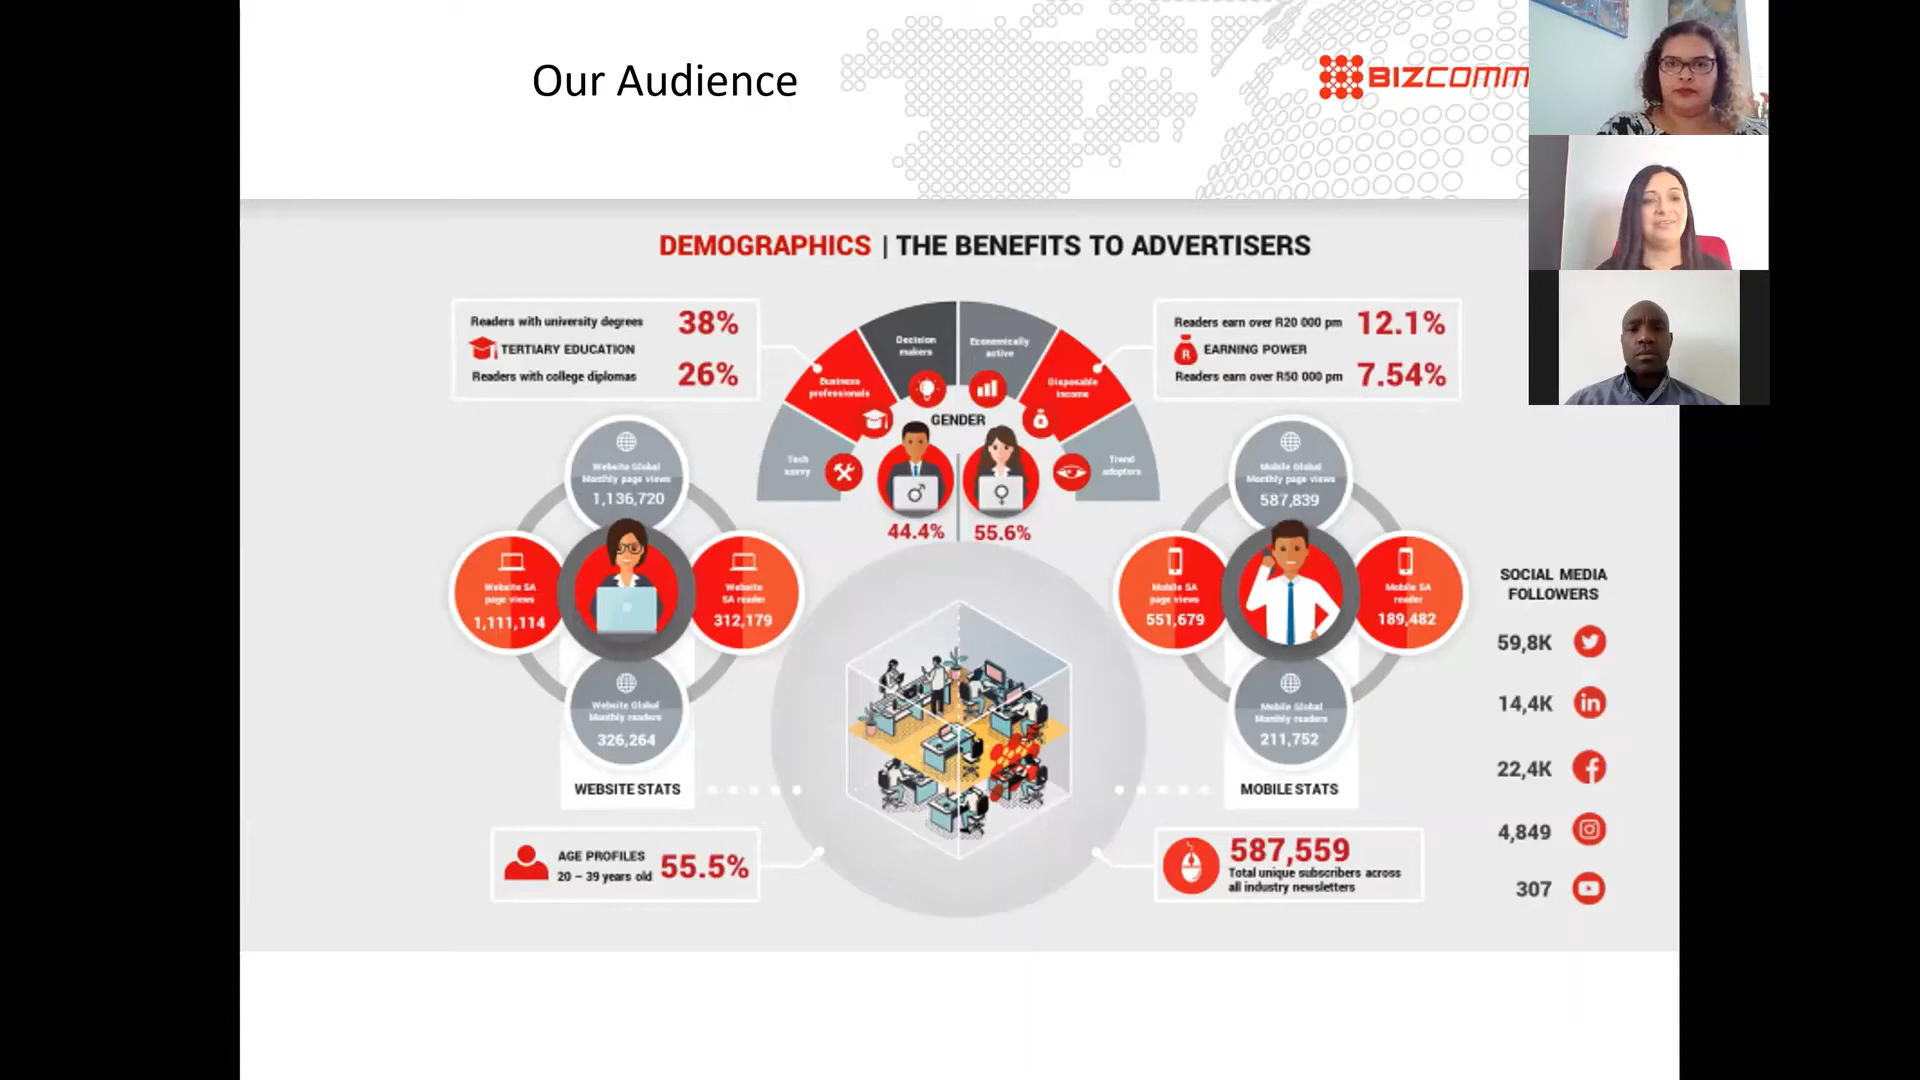 Our Audience
BIZCOMM
DEMOGRAPHICS | THE BENEFITS TO ADVERTISERS
Readers with university degrees 38%
TERTIARY EDUCATION
Readers with college diplomas 26%
Decision
makers
Economically
active
Business
professionals
Disposable
income
Tech
savvy
Trend
adopters
GENDER
44.4% 55.6%
Readers earn over R20 000 pm 12.1%
R EARNING POWER
Readers earn over R50 000 pm 7.54%
Website Global
Monthly page views
1,136,720
Website SA
page views
1,111,114
Website
SA reader
312,179
Website Global
Monthly readers
326,264
WEBSITE STATS
Mobile Global
Monthly page views
587,839
Mobile SA
page views
551,679
Mobile SA
reader
189,482
Mobile Global
Monthly readers
211,752
MOBILE STATS
AGE PROFILES
20 – 39 years old
55.5%
587,559
Total unique subscribers across
all industry newsletters
SOCIAL MEDIA
FOLLOWERS
59,8K
14,4K
22,4K
4,849
307